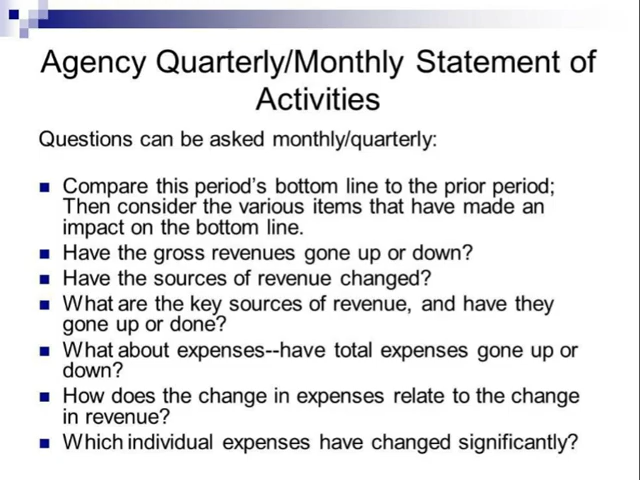 Agency Quarterly/Monthly Statement of
Activities
Questions can be asked monthly/quarterly:
Compare this period's bottom line to the prior period;
Then consider the various items that have made an
impact on the bottom line.
Have the gross revenues gone up or down?
Have the sources of revenue changed?
What are the key sources of revenue, and have they
gone up or done?
What about expenses--have total expenses gone up or
down?
How does the change in expenses relate to the change
in revenue?
Which individual expenses have changed significantly?